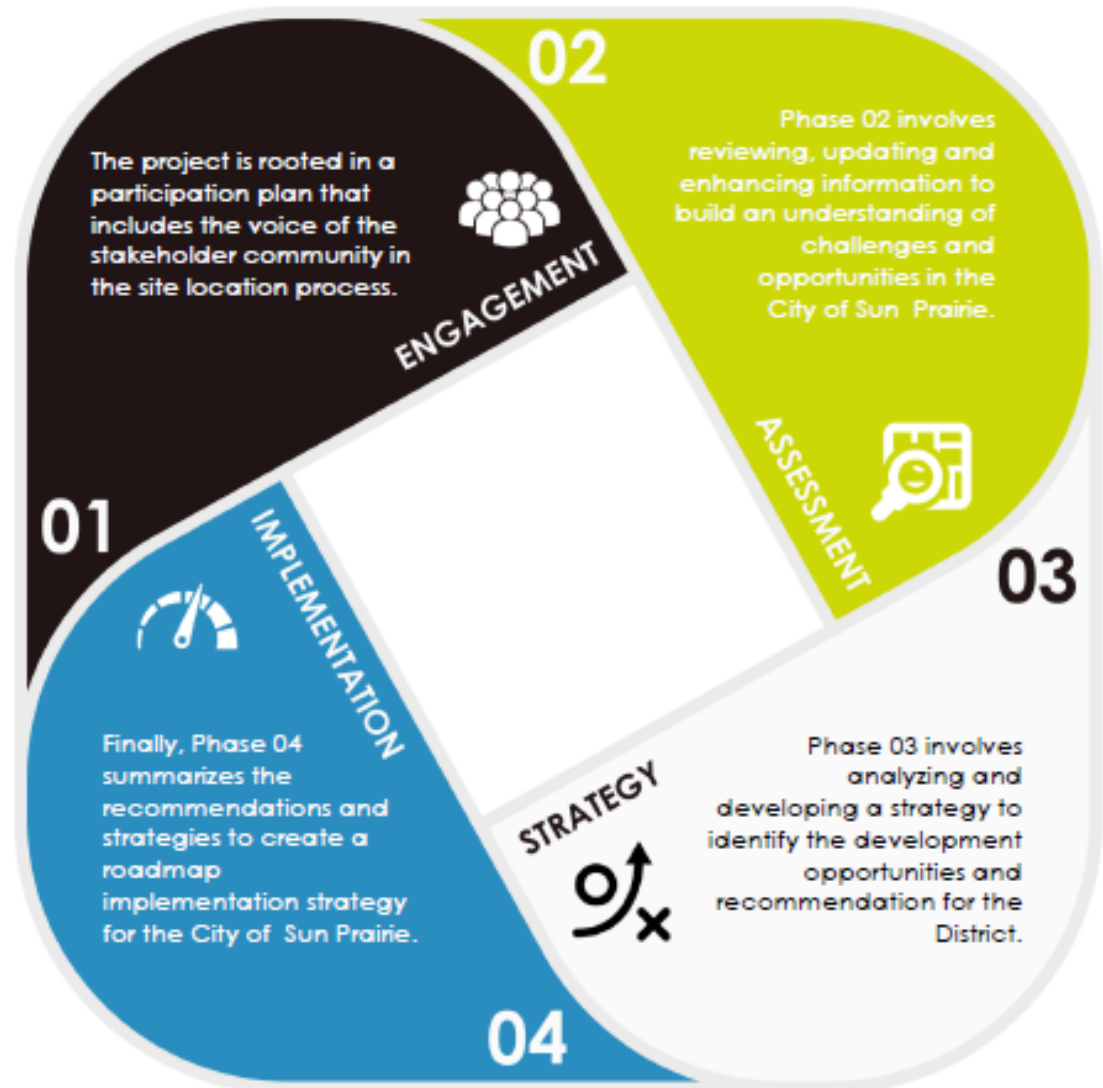 01
The project is rooted in a
participation plan that
includes the voice of the
stakeholder community in
the site location process.
ENGAGEMENT
02
Phase 02 involves
reviewing, updating and
enhancing information to
build an understanding of
challenges and
opportunities in the
City of Sun Prairie.
ASSESSMENT
03
Phase 03 involves
analyzing and
developing a strategy to
identify the development
opportunities and
recommendation for the
District.
STRATEGY
04
Finally, Phase 04
summarizes the
recommendations and
strategies to create a
roadmap
implementation strategy
for the City of Sun Prairie.
IMPLEMENTATION